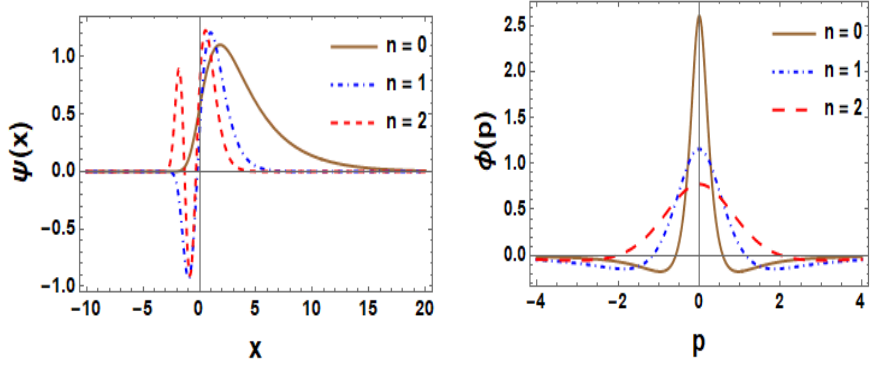 ψ(x)
1.0
0.5
0.0
−0.5
−1.0
n = 0
n = 1
n = 2
−10 −5 0 5 10 15 20
x
ϕ(p)
2.5
2.0
1.5
1.0
0.5
0.0
n = 0
n = 1
n = 2
−4 −2 0 2 4
p